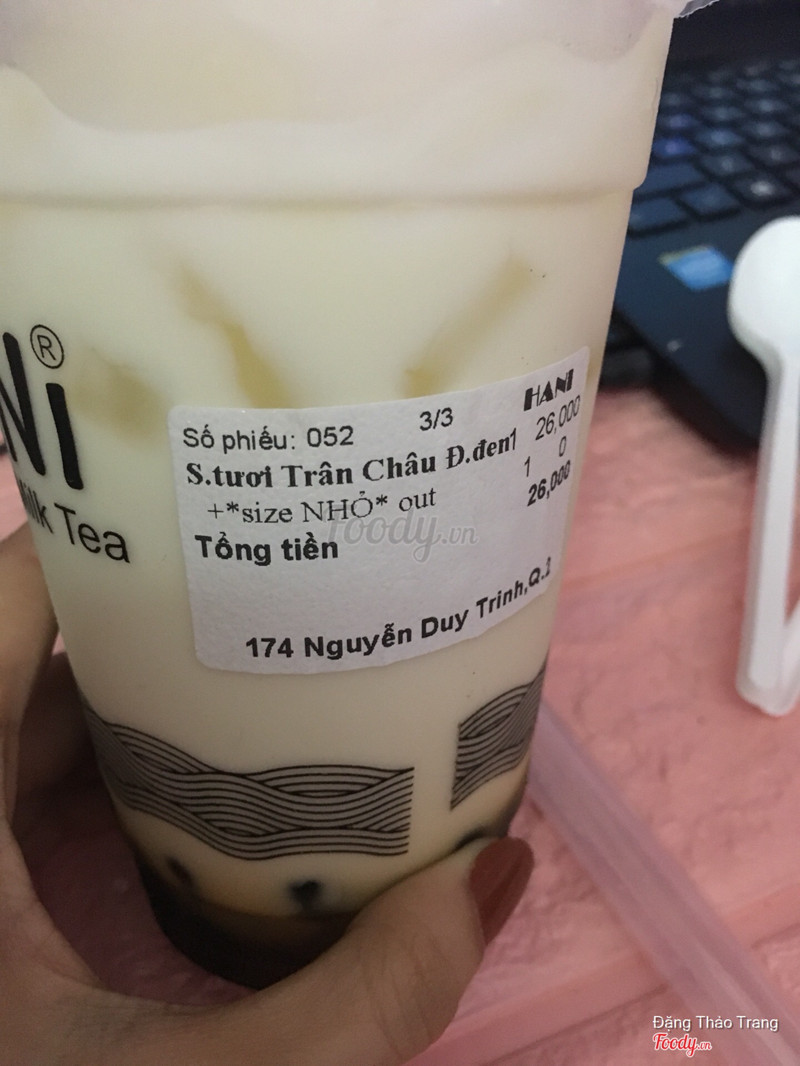 Ni®
Milk Tea
HANI
Số phiếu: 052 3/3
S.tươi Trân Châu Đ.đen1 26,000
+*size NHỎ* out 1 0
Tổng tiền 26,000
174 Nguyễn Duy Trinh,Q.2
foody.vn
Đặng Thảo Trang
Foody.vn